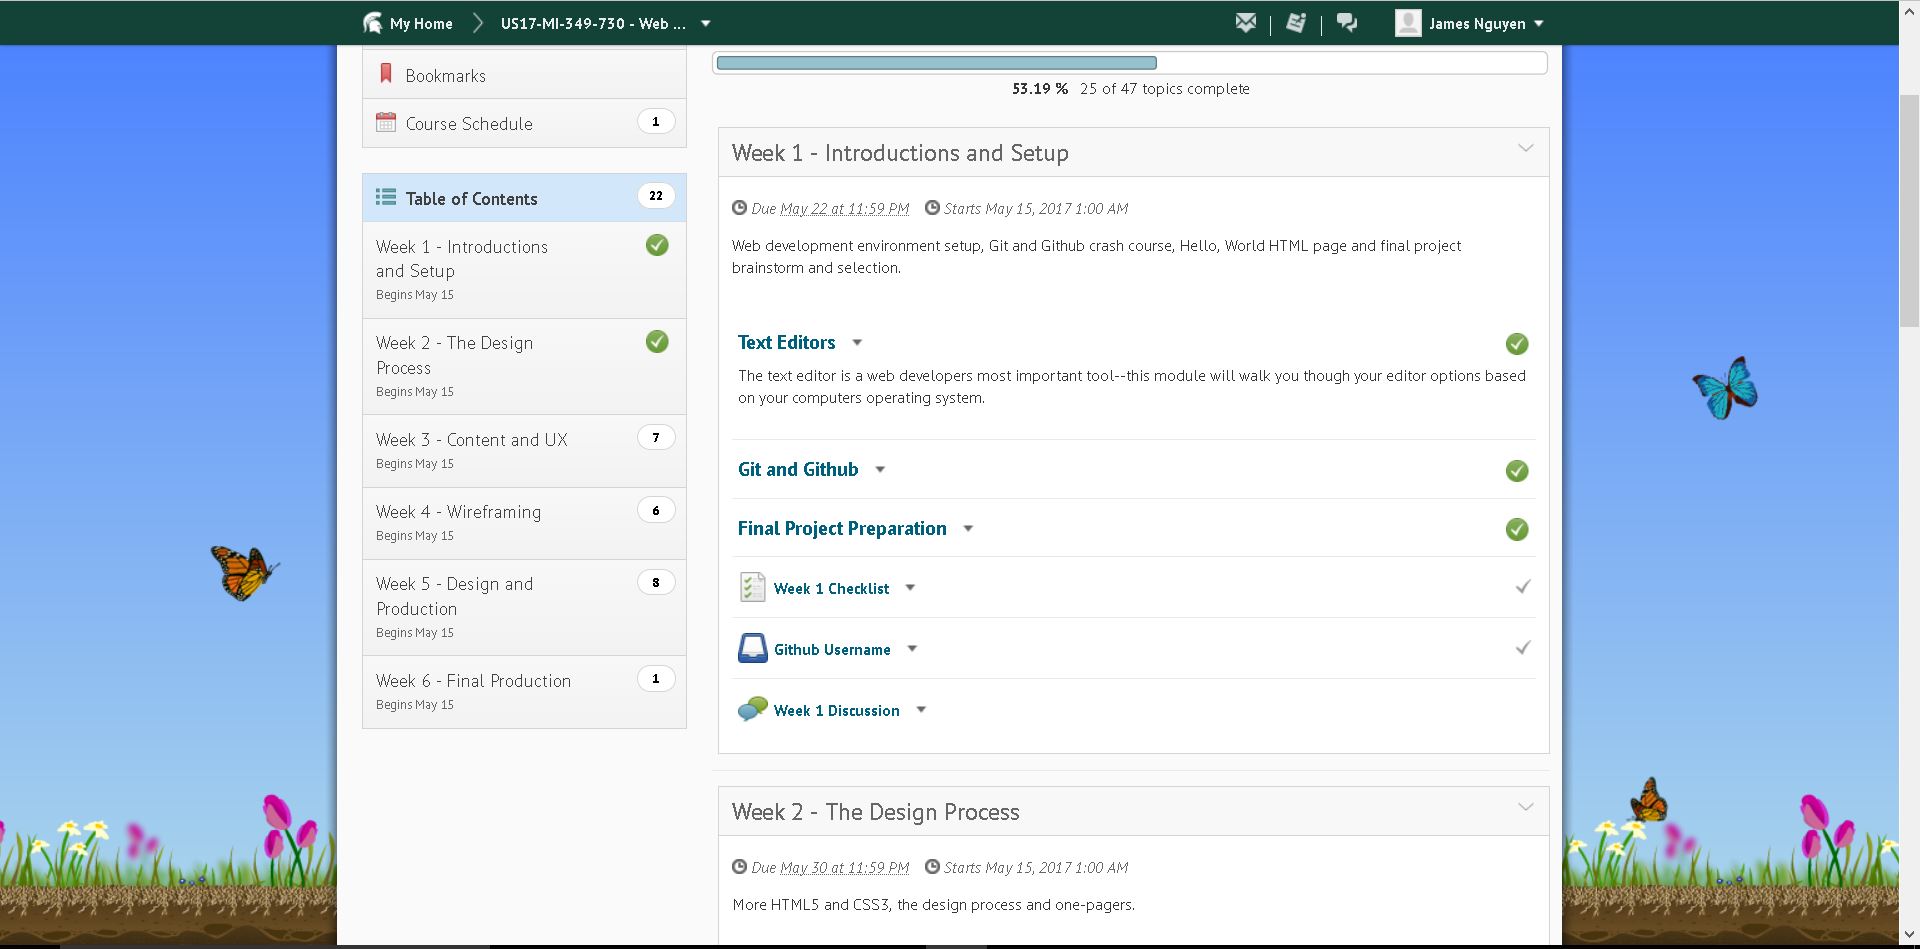 My Home
US17-MI-349-730 - Web ...
James Nguyen
Bookmarks
Course Schedule
1
Table of Contents
22
Week 1 - Introductions
and Setup
Begins May 15
Week 2 - The Design
Process
Begins May 15
Week 3 - Content and UX
7
Begins May 15
Week 4 - Wireframing
6
Begins May 15
Week 5 - Design and
Production
8
Begins May 15
Week 6 - Final Production
1
Begins May 15
53.19 % 25 of 47 topics complete
Week 1 - Introductions and Setup
Due May 22 at 11:59 PM Starts May 15, 2017 1:00 AM
Web development environment setup, Git and Github crash course, Hello, World HTML page and final project
brainstorm and selection.
Text Editors
The text editor is a web developers most important tool--this module will walk you though your editor options based
on your computers operating system.
Git and Github
Final Project Preparation
Week 1 Checklist
Github Username
Week 1 Discussion
Week 2 - The Design Process
Due May 30 at 11:59 PM Starts May 15, 2017 1:00 AM
More HTML5 and CSS3, the design process and one-pagers.